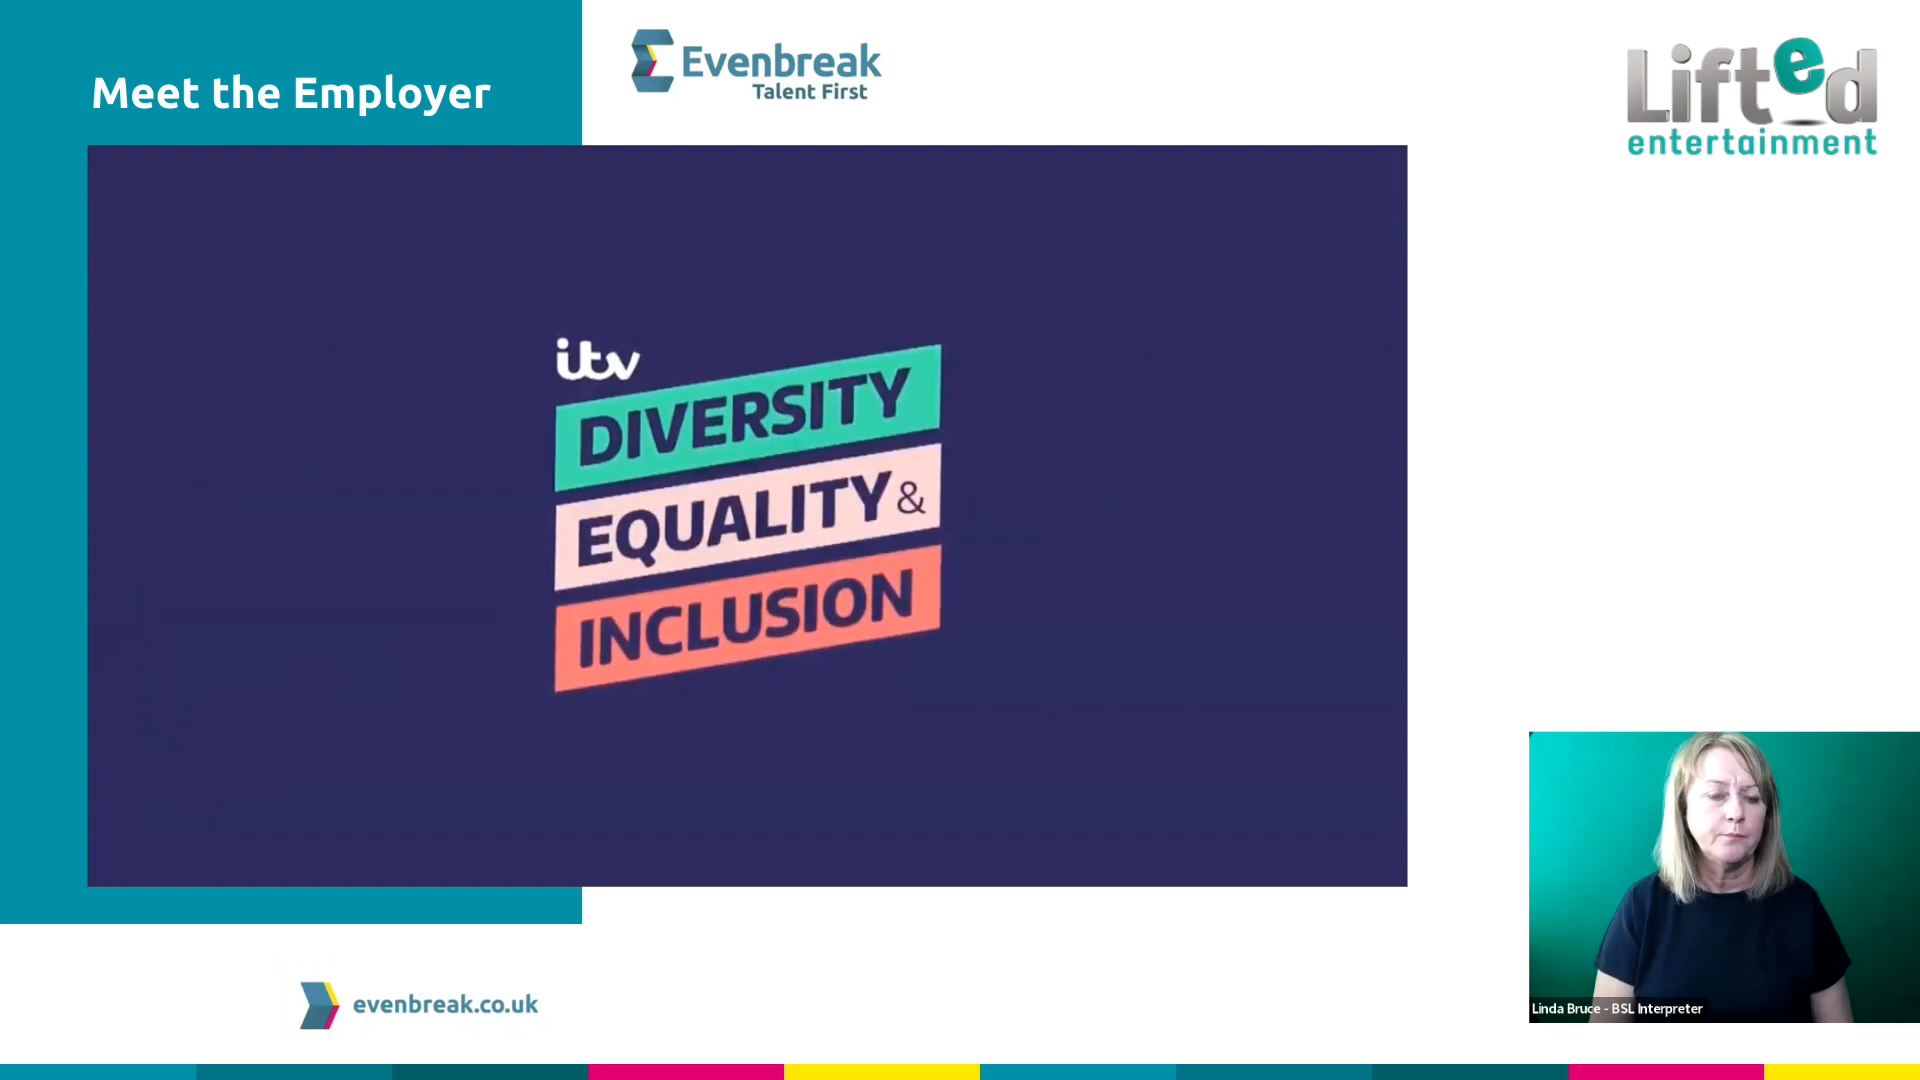 Meet the Employer
Evenbreak
Talent First
Lifted
entertainment
itv
DIVERSITY
EQUALITY &
INCLUSION
Linda Bruce - BSL Interpreter
evenbreak.co.uk